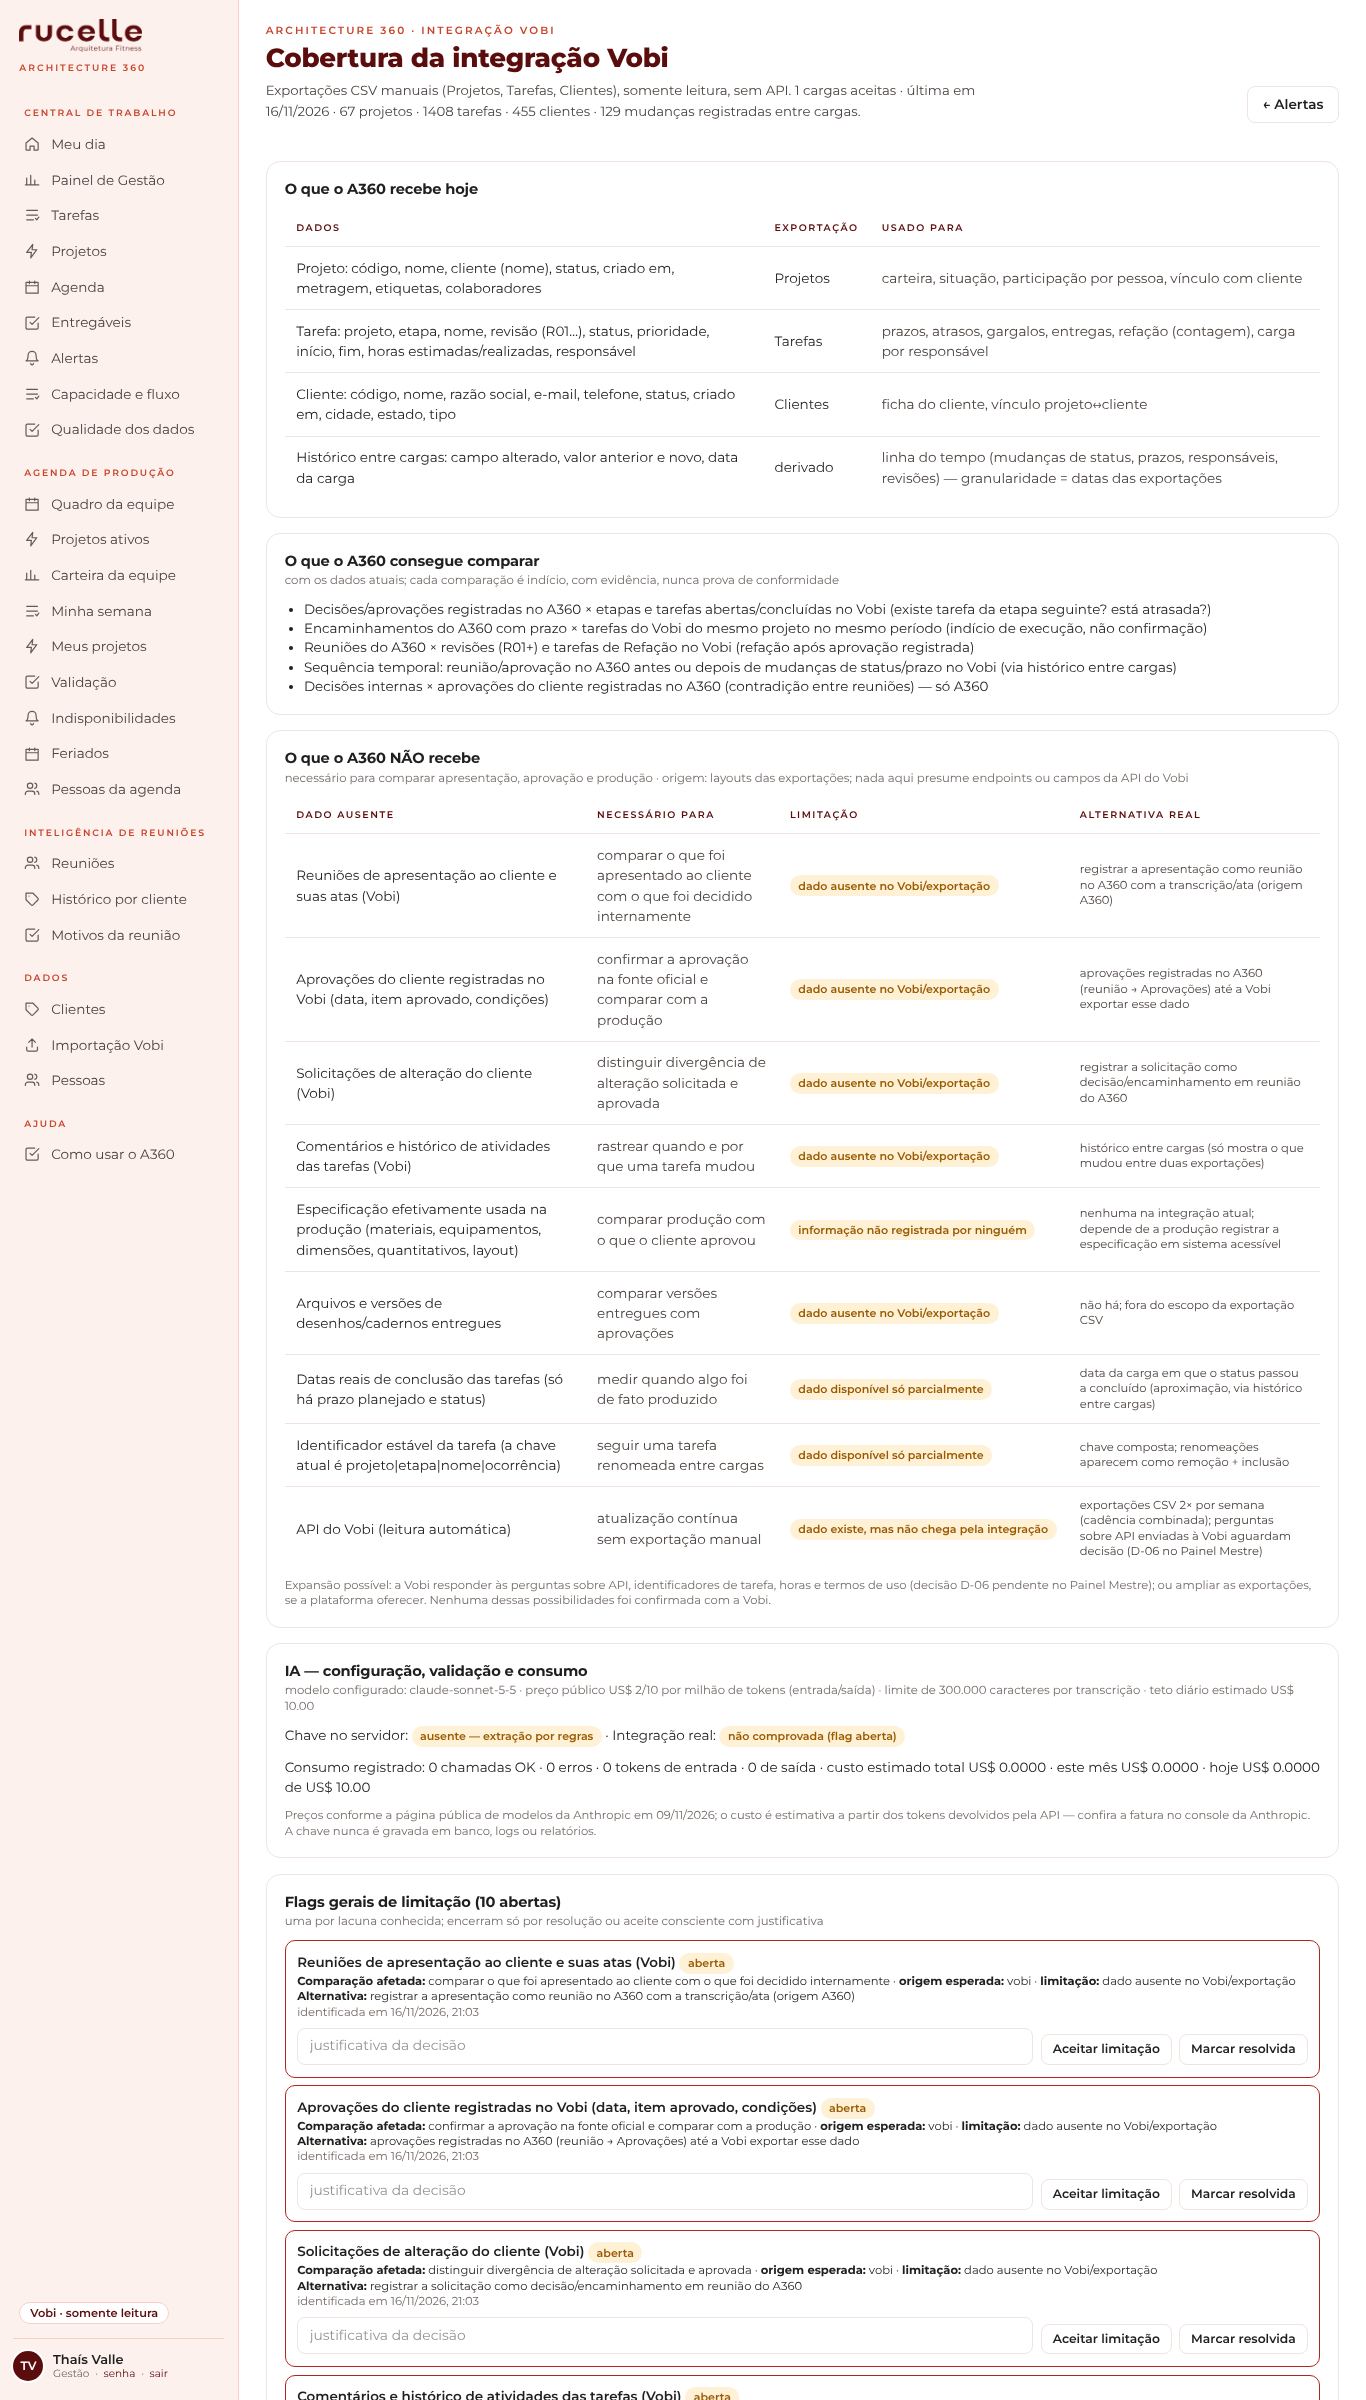 rucelle
Arquitetura Fitness
ARCHITECTURE 360
CENTRAL DE TRABALHO
Meu dia
Painel de Gestão
Tarefas
Projetos
Agenda
Entregáveis
Alertas
Capacidade e fluxo
Qualidade dos dados
AGENDA DE PRODUÇÃO
Quadro da equipe
Projetos ativos
Carteira da equipe
Minha semana
Meus projetos
Validação
Indisponibilidades
Feriados
Pessoas da agenda
INTELIGÊNCIA DE REUNIÕES
Reuniões
Histórico por cliente
Motivos da reunião
DADOS
Clientes
Importação Vobi
Pessoas
AJUDA
Como usar o A360
Vobi · somente leitura
TV
Thaís Valle
Gestão · senha · sair
ARCHITECTURE 360 · INTEGRAÇÃO VOBI
Cobertura da integração Vobi
Exportações CSV manuais (Projetos, Tarefas, Clientes), somente leitura, sem API. 1 cargas aceitas · última em
16/11/2026 · 67 projetos · 1408 tarefas · 455 clientes · 129 mudanças registradas entre cargas.
← Alertas
O que o A360 recebe hoje
DADOS EXPORTAÇÃO USADO PARA
Projeto: código, nome, cliente (nome), status, criado em,
metragem, etiquetas, colaboradores
Projetos
carteira, situação, participação por pessoa, vínculo com cliente
Tarefa: projeto, etapa, nome, revisão (R01…), status, prioridade,
início, fim, horas estimadas/realizadas, responsável
Tarefas
prazos, atrasos, gargalos, entregas, refação (contagem), carga
por responsável
Cliente: código, nome, razão social, e-mail, telefone, status, criado
em, cidade, estado, tipo
Clientes
ficha do cliente, vínculo projeto↔cliente
Histórico entre cargas: campo alterado, valor anterior e novo, data
da carga
derivado
linha do tempo (mudanças de status, prazos, responsáveis,
revisões) — granularidade = datas das exportações
O que o A360 consegue comparar
com os dados atuais; cada comparação é indício, com evidência, nunca prova de conformidade
• Decisões/aprovações registradas no A360 × etapas e tarefas abertas/concluídas no Vobi (existe tarefa da etapa seguinte? está atrasada?)
• Encaminhamentos do A360 com prazo × tarefas do Vobi do mesmo projeto no mesmo período (indício de execução, não confirmação)
• Reuniões do A360 × revisões (R01+) e tarefas de Refação no Vobi (refação após aprovação registrada)
• Sequência temporal: reunião/aprovação no A360 antes ou depois de mudanças de status/prazo no Vobi (via histórico entre cargas)
• Decisões internas × aprovações do cliente registradas no A360 (contradição entre reuniões) — só A360
O que o A360 NÃO recebe
necessário para comparar apresentação, aprovação e produção · origem: layouts das exportações; nada aqui presume endpoints ou campos da API do Vobi
DADO AUSENTE NECESSÁRIO PARA LIMITAÇÃO ALTERNATIVA REAL
Reuniões de apresentação ao cliente e
suas atas (Vobi)
comparar o que foi
apresentado ao cliente
com o que foi decidido
internamente
dado ausente no Vobi/exportação
registrar a apresentação como reunião
no A360 com a transcrição/ata (origem
A360)
Aprovações do cliente registradas no
Vobi (data, item aprovado, condições)
confirmar a aprovação
na fonte oficial e
comparar com a
produção
dado ausente no Vobi/exportação
aprovações registradas no A360
(reunião → Aprovações) até a Vobi
exportar esse dado
Solicitações de alteração do cliente
(Vobi)
distinguir divergência de
alteração solicitada e
aprovada
dado ausente no Vobi/exportação
registrar a solicitação como
decisão/encaminhamento em reunião
do A360
Comentários e histórico de atividades
das tarefas (Vobi)
rastrear quando e por
que uma tarefa mudou
dado ausente no Vobi/exportação
histórico entre cargas (só mostra o que
mudou entre duas exportações)
Especificação efetivamente usada na
produção (materiais, equipamentos,
dimensões, quantitativos, layout)
comparar produção com
o que o cliente aprovou
informação não registrada por ninguém
nenhuma na integração atual;
depende de a produção registrar a
especificação em sistema acessível
Arquivos e versões de
desenhos/cadernos entregues
comparar versões
entregues com
aprovações
dado ausente no Vobi/exportação
não há; fora do escopo da exportação
CSV
Datas reais de conclusão das tarefas (só
há prazo planejado e status)
medir quando algo foi
de fato produzido
dado disponível só parcialmente
data da carga em que o status passou
a concluído (aproximação, via histórico
entre cargas)
Identificador estável da tarefa (a chave
atual é projeto|etapa|nome|ocorrência)
seguir uma tarefa
renomeada entre cargas
dado disponível só parcialmente
chave composta; renomeações
aparecem como remoção + inclusão
API do Vobi (leitura automática)
atualização contínua
sem exportação manual
dado existe, mas não chega pela integração
exportações CSV 2× por semana
(cadência combinada); perguntas
sobre API enviadas à Vobi aguardam
decisão (D-06 no Painel Mestre)
Expansão possível: a Vobi responder às perguntas sobre API, identificadores de tarefa, horas e termos de uso (decisão D-06 pendente no Painel Mestre); ou ampliar as exportações,
se a plataforma oferecer. Nenhuma dessas possibilidades foi confirmada com a Vobi.
IA — configuração, validação e consumo
modelo configurado: claude-sonnet-5-5 · preço público US$ 2/10 por milhão de tokens (entrada/saída) · limite de 300.000 caracteres por transcrição · teto diário estimado US$
10.00
Chave no servidor: ausente — extração por regras · Integração real: não comprovada (flag aberta)
Consumo registrado: 0 chamadas OK · 0 erros · 0 tokens de entrada · 0 de saída · custo estimado total US$ 0.0000 · este mês US$ 0.0000 · hoje US$ 0.0000
de US$ 10.00
Preços conforme a página pública de modelos da Anthropic em 09/11/2026; o custo é estimativa a partir dos tokens devolvidos pela API — confira a fatura no console da Anthropic.
A chave nunca é gravada em banco, logs ou relatórios.
Flags gerais de limitação (10 abertas)
uma por lacuna conhecida; encerram só por resolução ou aceite consciente com justificativa
Reuniões de apresentação ao cliente e suas atas (Vobi) aberta
Comparação afetada: comparar o que foi apresentado ao cliente com o que foi decidido internamente · origem esperada: vobi · limitação: dado ausente no Vobi/exportação
Alternativa: registrar a apresentação como reunião no A360 com a transcrição/ata (origem A360)
identificada em 16/11/2026, 21:03
justificativa da decisão Aceitar limitação Marcar resolvida
Aprovações do cliente registradas no Vobi (data, item aprovado, condições) aberta
Comparação afetada: confirmar a aprovação na fonte oficial e comparar com a produção · origem esperada: vobi · limitação: dado ausente no Vobi/exportação
Alternativa: aprovações registradas no A360 (reunião → Aprovações) até a Vobi exportar esse dado
identificada em 16/11/2026, 21:03
justificativa da decisão Aceitar limitação Marcar resolvida
Solicitações de alteração do cliente (Vobi) aberta
Comparação afetada: distinguir divergência de alteração solicitada e aprovada · origem esperada: vobi · limitação: dado ausente no Vobi/exportação
Alternativa: registrar a solicitação como decisão/encaminhamento em reunião do A360
identificada em 16/11/2026, 21:03
justificativa da decisão Aceitar limitação Marcar resolvida
Comentários e histórico de atividades das tarefas (Vobi) aberta